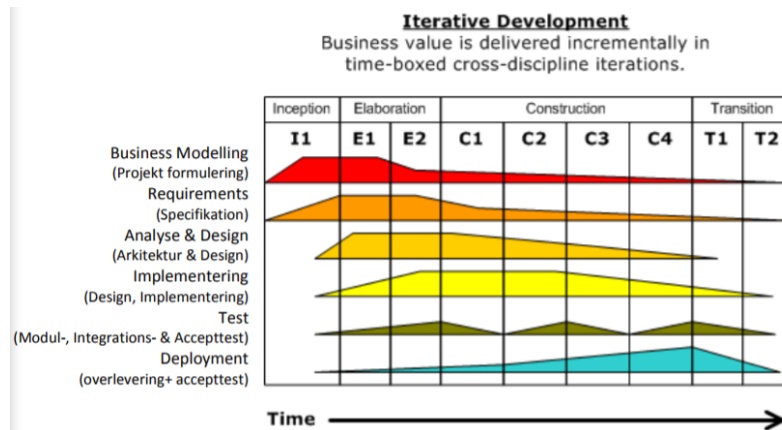 Iterative Development
Business value is delivered incrementally in
time-boxed cross-discipline iterations.
Inception Elaboration Construction Transition
I1 E1 E2 C1 C2 C3 C4 T1 T2
Business Modelling
(Projekt formulering)
Requirements
(Specifikation)
Analyse & Design
(Arkitektur & Design)
Implementering
(Design, Implementering)
Test
(Modul-, Integrations- & Accepttest)
Deployment
(overlevering+ accepttest)
Time